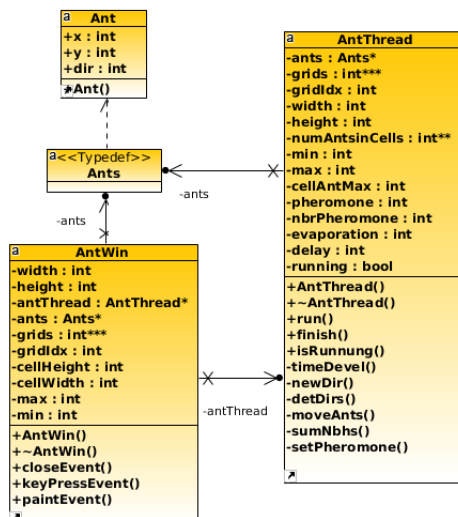 a
Ant
+x : int
+y : int
+dir : int
+Ant()
a
<<Typedef>>
Ants
-ants
-ants
a
AntWin
-width : int
-height : int
-antThread : AntThread*
-ants : Ants*
-grids : int***
-gridIdx : int
-cellHeight : int
-cellWidth : int
-max : int
-min : int
+AntWin()
+~AntWin()
+closeEvent()
+keyPressEvent()
+paintEvent()
-antThread
a
AntThread
-ants : Ants*
-grids : int***
-gridIdx : int
-width : int
-height : int
-numAntsinCells : int**
-min : int
-max : int
-cellAntMax : int
-pheromone : int
-nbrPheromone : int
-evaporation : int
-delay : int
-running : bool
+AntThread()
+~AntThread()
+run()
+finish()
+isRunnung()
-timeDevel()
-newDir()
-detDirs()
-moveAnts()
-sumNbhs()
-setPheromone()